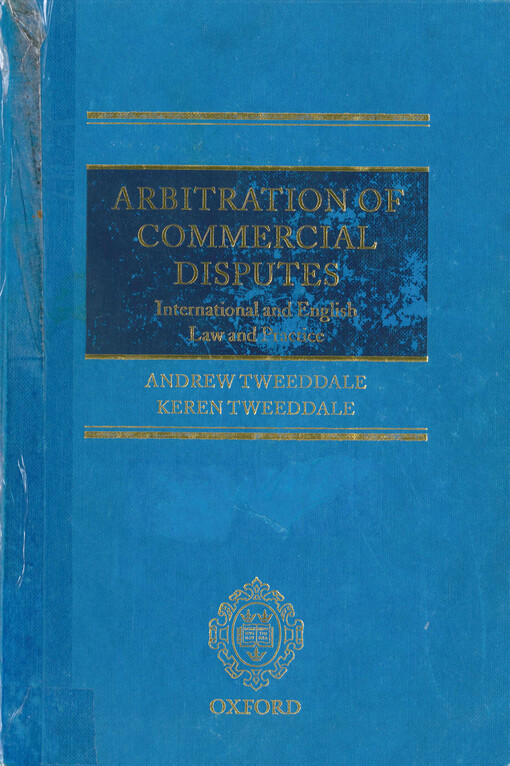 ARBITRATION OF
COMMERCIAL
DISPUTES
International and English
Law and Practice
ANDREW TWEEDDALE
KEREN TWEEDDALE
OXFORD